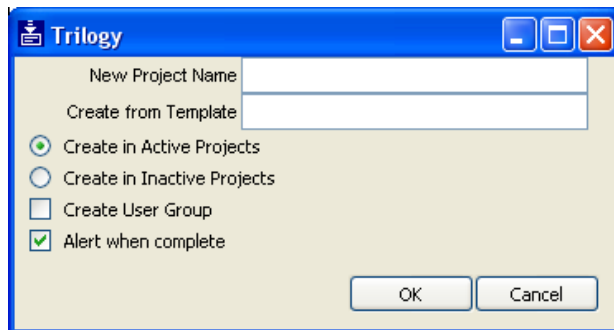 Trilogy
New Project Name
Create from Template
Create in Active Projects
Create in Inactive Projects
Create User Group
Alert when complete
OK Cancel